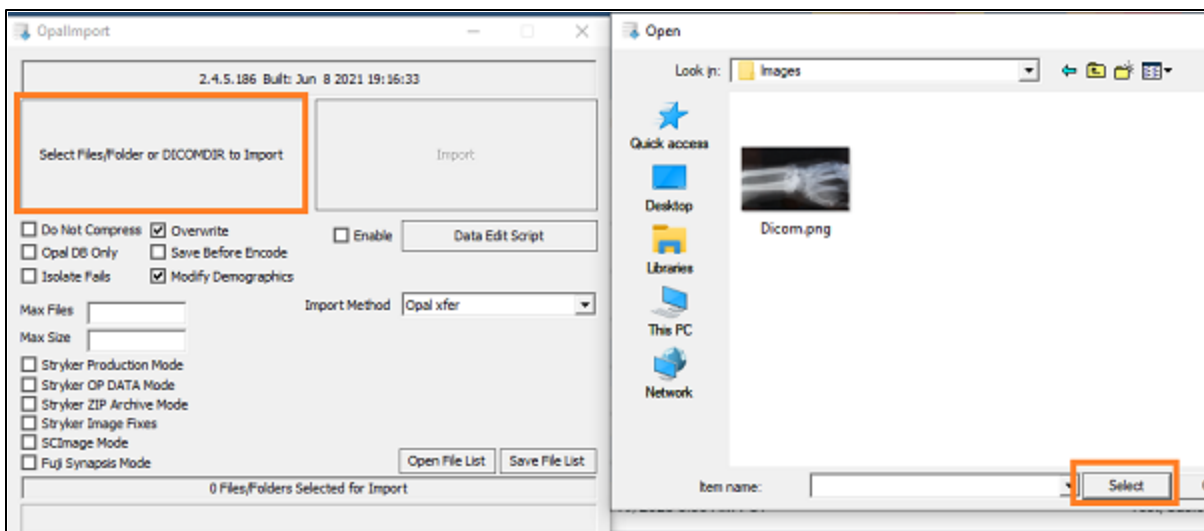 OpalImport
2.4.5.186 Built: Jun 8 2021 19:16:33
Select Files/Folder or DICOMDIR to Import
Import
Do Not Compress
Overwrite
Enable
Data Edit Script
Opal DB Only
Save Before Encode
Isolate Fails
Modify Demographics
Max Files
Import Method
Opal xfer
Max Size
Stryker Production Mode
Stryker OP DATA Mode
Stryker ZIP Archive Mode
Stryker Image Fixes
SCImage Mode
Fuji Synapsis Mode
Open File List
Save File List
0 Files/Folders Selected for Import
Open
Look in:
Images
Quick access
Desktop
Libraries
This PC
Network
Dicom.png
Item name:
Select